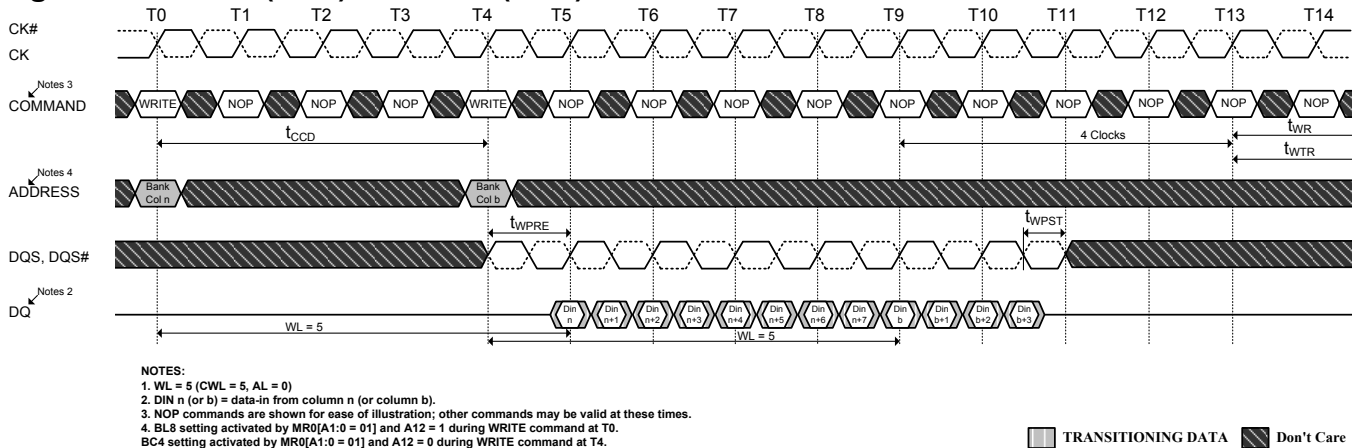 T0 T1 T2 T3 T4 T5 T6 T7 T8 T9 T10 T11 T12 T13 T14
CK#
CK
Notes 3
COMMAND
WRITE NOP NOP NOP WRITE NOP NOP NOP NOP NOP NOP NOP NOP NOP NOP
tCCD
4 Clocks
tWR
tWTR
Notes 4
ADDRESS
Bank Bank
Col n Col b
tWPRE
tWPST
DQS, DQS#
Notes 2
DQ
Din Din Din Din Din Din Din Din Din Din Din Din
n n+1 n+2 n+3 n+4 n+5 n+6 n+7 b b+1 b+2 b+3
WL = 5
WL = 5
NOTES:
1. WL = 5 (CWL = 5, AL = 0)
2. DIN n (or b) = data-in from column n (or column b).
3. NOP commands are shown for ease of illustration; other commands may be valid at these times.
4. BL8 setting activated by MR0[A1:0 = 01] and A12 = 1 during WRITE command at T0.
BC4 setting activated by MR0[A1:0 = 01] and A12 = 0 during WRITE command at T4.
TRANSITIONING DATA Don't Care